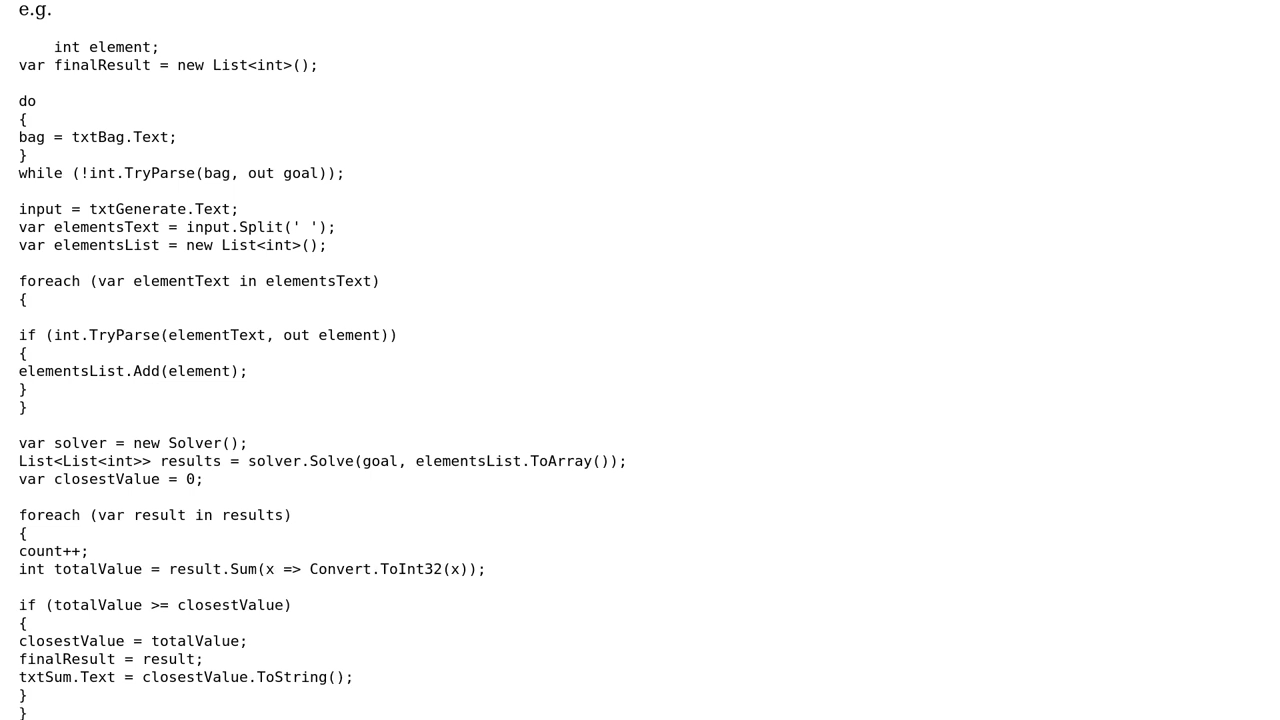 e.g.
int element;
var finalResult = new List<int>();
do
{
bag = txtBag.Text;
}
while (!int.TryParse(bag, out goal));
input = txtGenerate.Text;
var elementsText = input.Split(' ');
var elementsList = new List<int>();
foreach (var elementText in elementsText)
{
if (int.TryParse(elementText, out element))
{
elementsList.Add(element);
}
}
var solver = new Solver();
List<List<int>> results = solver.Solve(goal, elementsList.ToArray());
var closestValue = 0;
foreach (var result in results)
{
count++;
int totalValue = result.Sum(x => Convert.ToInt32(x));
if (totalValue >= closestValue)
{
closestValue = totalValue;
finalResult = result;
txtSum.Text = closestValue.ToString();
}
}